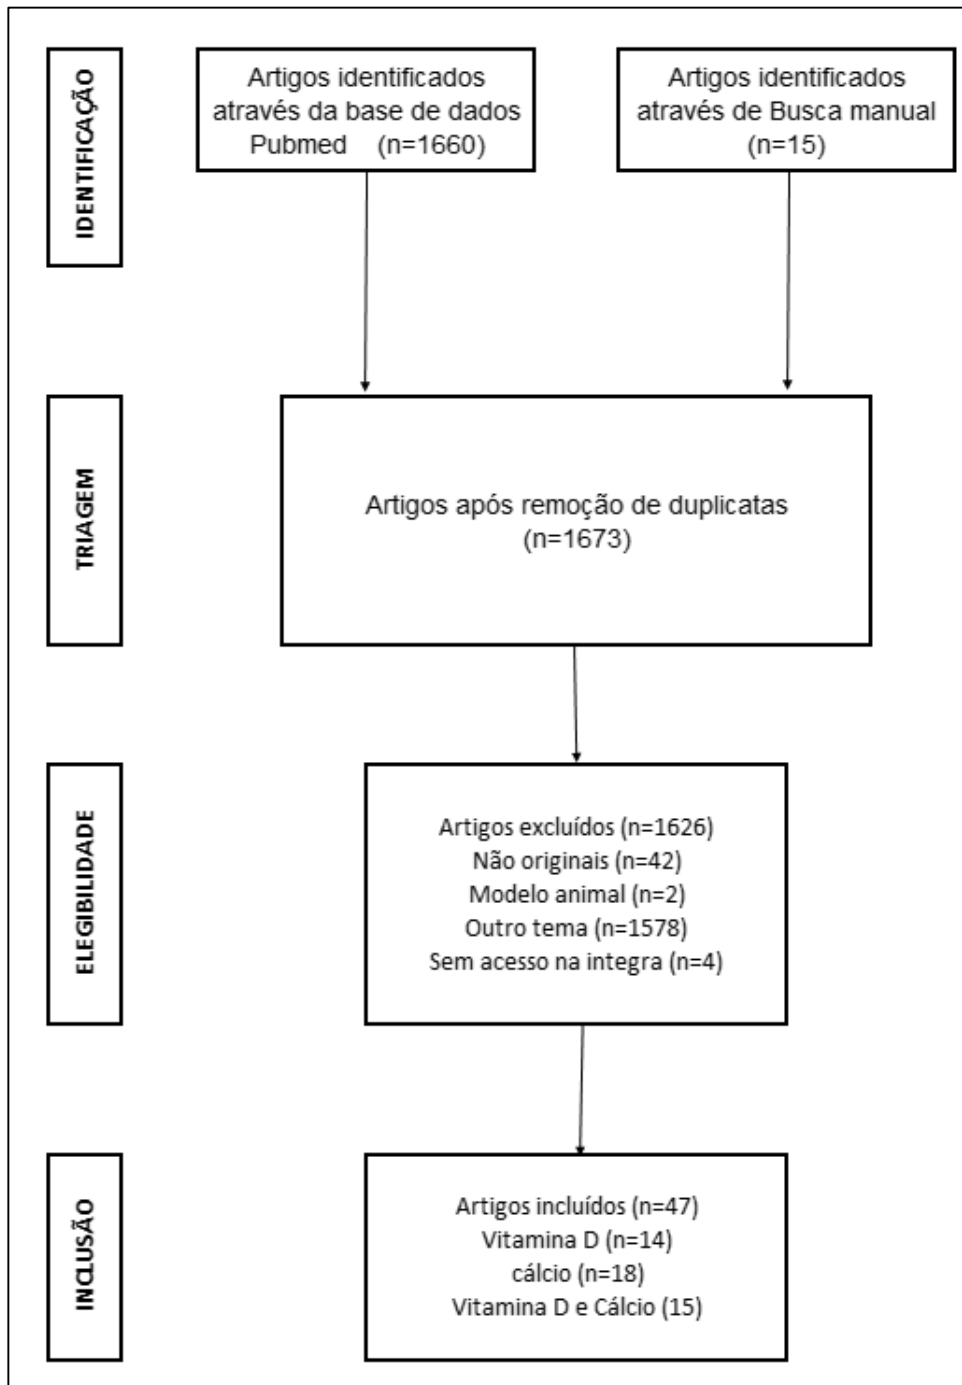 IDENTIFICAÇÃO
Artigos identificados
através da base de dados
Pubmed (n=1660)
Artigos identificados
através de Busca manual
(n=15)
TRIAGEM
Artigos após remoção de duplicatas
(n=1673)
ELEGIBILIDADE
Artigos excluídos (n=1626)
Não originais (n=42)
Modelo animal (n=2)
Outro tema (n=1578)
Sem acesso na integra (n=4)
INCLUSÃO
Artigos incluídos (n=47)
Vitamina D (n=14)
cálcio (n=18)
Vitamina D e Cálcio (15)